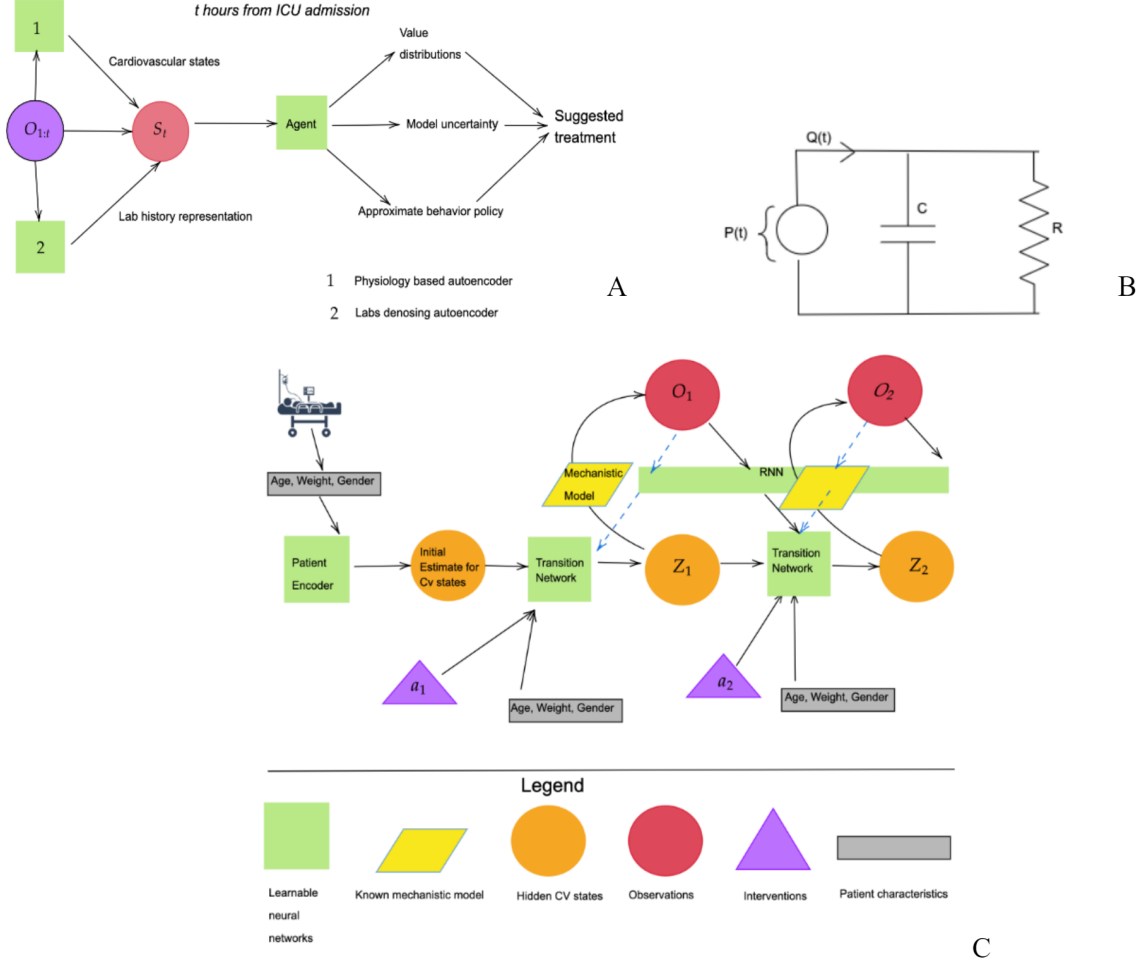 t hours from ICU admission
1
Cardiovascular states
O1:t
St
Agent
Value
distributions
Model uncertainty
Approximate behavior policy
Suggested
treatment
Lab history representation
2
1 Physiology based autoencoder
2 Labs denosing autoencoder
A
Q(t)
P(t)
C
R
B
Age, Weight, Gender
Patient
Encoder
Initial
Estimate for
Cv states
Transition
Network
Mechanistic
Model
O1
RNN
Z1
O2
Transition
Network
Z2
a1
Age, Weight, Gender
a2
Age, Weight, Gender
Legend
Learnable
neural
networks
Known mechanistic model
Hidden CV states
Observations
Interventions
Patient characteristics
C